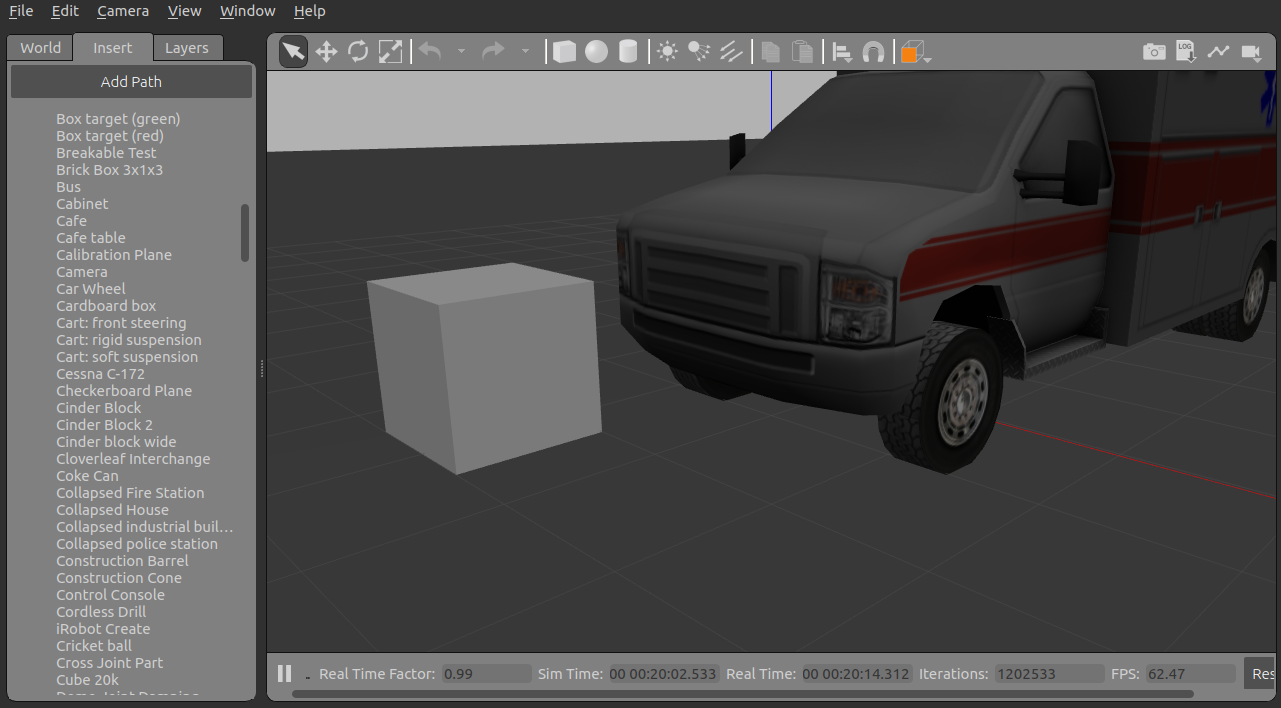 File Edit Camera View Window Help
World Insert Layers
LOG
Add Path
Box target (green)
Box target (red)
Breakable Test
Brick Box 3x1x3
Bus
Cabinet
Cafe
Cafe table
Calibration Plane
Camera
Car Wheel
Cardboard box
Cart: front steering
Cart: rigid suspension
Cart: soft suspension
Cessna C-172
Checkerboard Plane
Cinder Block
Cinder Block 2
Cinder block wide
Cloverleaf Interchange
Coke Can
Collapsed Fire Station
Collapsed House
Collapsed industrial buil...
Collapsed police station
Construction Barrel
Construction Cone
Control Console
Cordless Drill
iRobot Create
Cricket ball
Cross Joint Part
Cube 20k
Real Time Factor: 0.99 Sim Time: 00 00:20:02.533 Real Time: 00 00:20:14.312 Iterations: 1202533 FPS: 62.47 Res